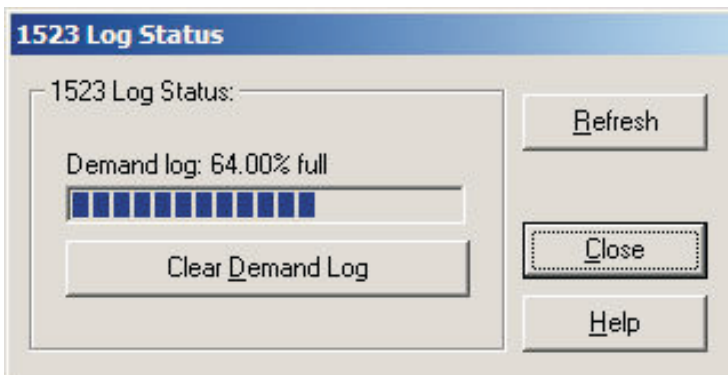 1523 Log Status
1523 Log Status:
Demand log: 64.00% full
Clear Demand Log
Refresh
Close
Help